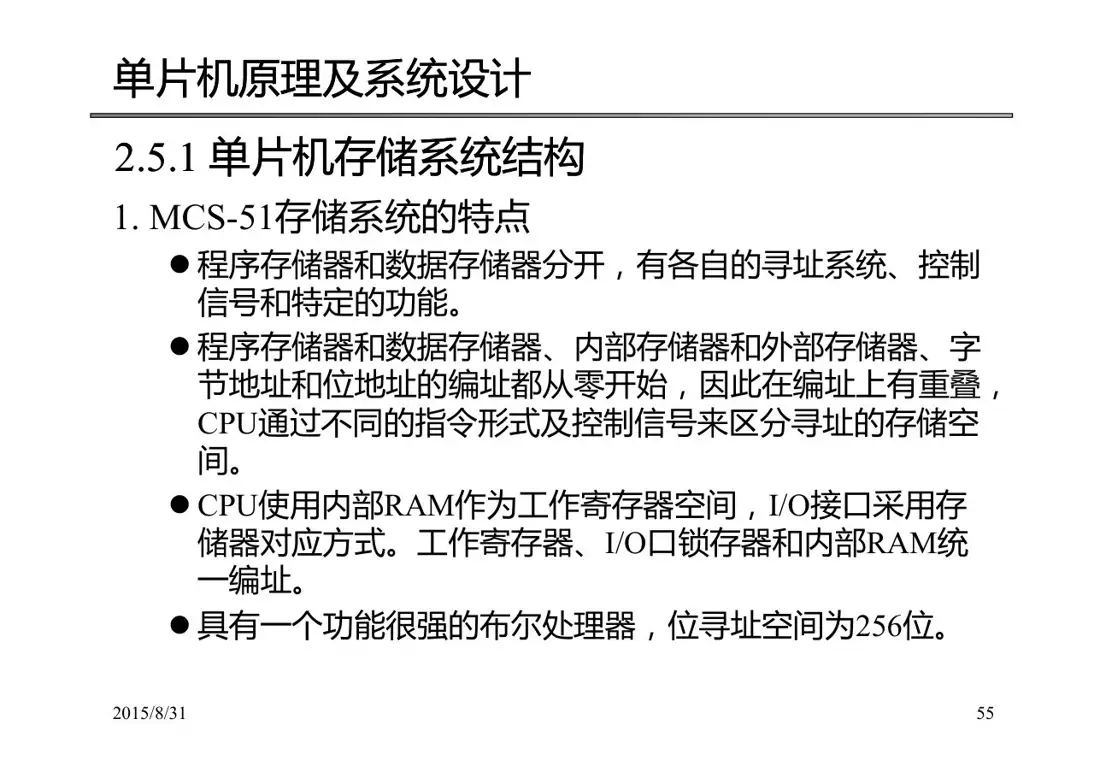 单片机原理及系统设计
2.5.1 单片机存储系统结构
1. MCS-51存储系统的特点
●程序存储器和数据存储器分开，有各自的寻址系统、控制
信号和特定的功能。
●程序存储器和数据存储器、内部存储器和外部存储器、字
节地址和位地址的编址都从零开始，因此在编址上有重叠，
CPU通过不同的指令形式及控制信号来区分寻址的存储空
间。
●CPU使用内部RAM作为工作寄存器空间，I/O接口采用存
储器对应方式。工作寄存器、I/O口锁存器和内部RAM统
一编址。
●具有一个功能很强的布尔处理器，位寻址空间为256位。
2015/8/31
55